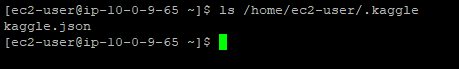 [ec2-user@ip-10-0-9-65 ~]$ ls /home/ec2-user/.kaggle
kaggle.json
[ec2-user@ip-10-0-9-65 ~]$